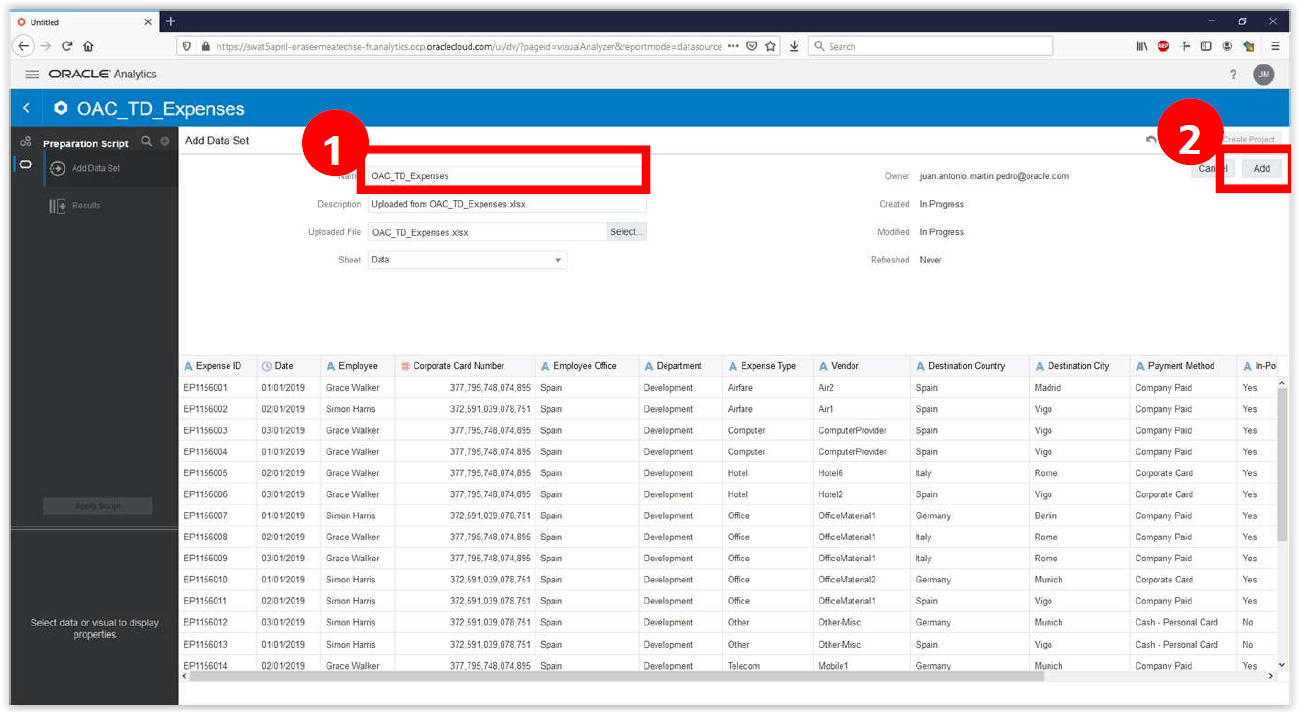 Untitled
https://swat5april-oraseemeatechse-fr.analytics.ocp.oraclecloud.com/ui/dv/?pageid=visualAnalyzer&reportmode=datasource
Search
ORACLE Analytics
?
JM
OAC_TD_Expenses
Preparation Script
Add Data Set
1
2
Create Project
Add Data Set
Name OAC_TD_Expenses
Owner juan.antonio.martin.pedro@oracle.com
Cancel Add
Description Uploaded from OAC_TD_Expenses.xlsx.
Created In Progress
Results
Uploaded File OAC_TD_Expenses.xlsx Select...
Modified In Progress
Sheet Data
Refreshed Never
Expense ID Date Employee Corporate Card Number Employee Office Department Expense Type Vendor Destination Country Destination City Payment Method In-Po
EP1156001 01/01/2019 Grace Walker 377,795,748,074,895 Spain Development Airfare Air2 Spain Madrid Company Paid Yes
EP1156002 02/01/2019 Simon Harris 372,591,039,078,751 Spain Development Airfare Air1 Spain Vigo Company Paid Yes
EP1156003 03/01/2019 Grace Walker 377,795,748,074,895 Spain Development Computer ComputerProvider Spain Vigo Company Paid Yes
EP1156004 01/01/2019 Grace Walker 377,795,748,074,895 Spain Development Computer ComputerProvider Spain Vigo Company Paid Yes
EP1156005 02/01/2019 Grace Walker 377,795,748,074,895 Spain Development Hotel Hotel6 Italy Rome Corporate Card Yes
EP1156006 03/01/2019 Grace Walker 377,795,748,074,895 Spain Development Hotel Hotel2 Spain Vigo Corporate Card Yes
EP1156007 01/01/2019 Simon Harris 372,591,039,078,751 Spain Development Office OfficeMaterial1 Germany Berlin Company Paid Yes
EP1156008 02/01/2019 Grace Walker 377,795,748,074,895 Spain Development Office OfficeMaterial1 Italy Rome Company Paid Yes
EP1156009 03/01/2019 Grace Walker 377,795,748,074,895 Spain Development Office OfficeMaterial1 Italy Rome Company Paid Yes
EP1156010 01/01/2019 Simon Harris 372,591,039,078,751 Spain Development Office OfficeMaterial2 Germany Munich Corporate Card Yes
EP1156011 02/01/2019 Simon Harris 372,591,039,078,751 Spain Development Office OfficeMaterial1 Spain Vigo Company Paid Yes
EP1156012 03/01/2019 Simon Harris 372,591,039,078,751 Spain Development Other Other-Misc Germany Munich Cash - Personal Card No
EP1156013 01/01/2019 Simon Harris 372,591,039,078,751 Spain Development Other Other-Misc Spain Vigo Cash - Personal Card No
EP1156014 02/01/2019 Grace Walker 377,795,748,074,895 Spain Development Telecom Mobile1 Germany Munich Company Paid Yes
Apply Script
Select data or visual to display
properties